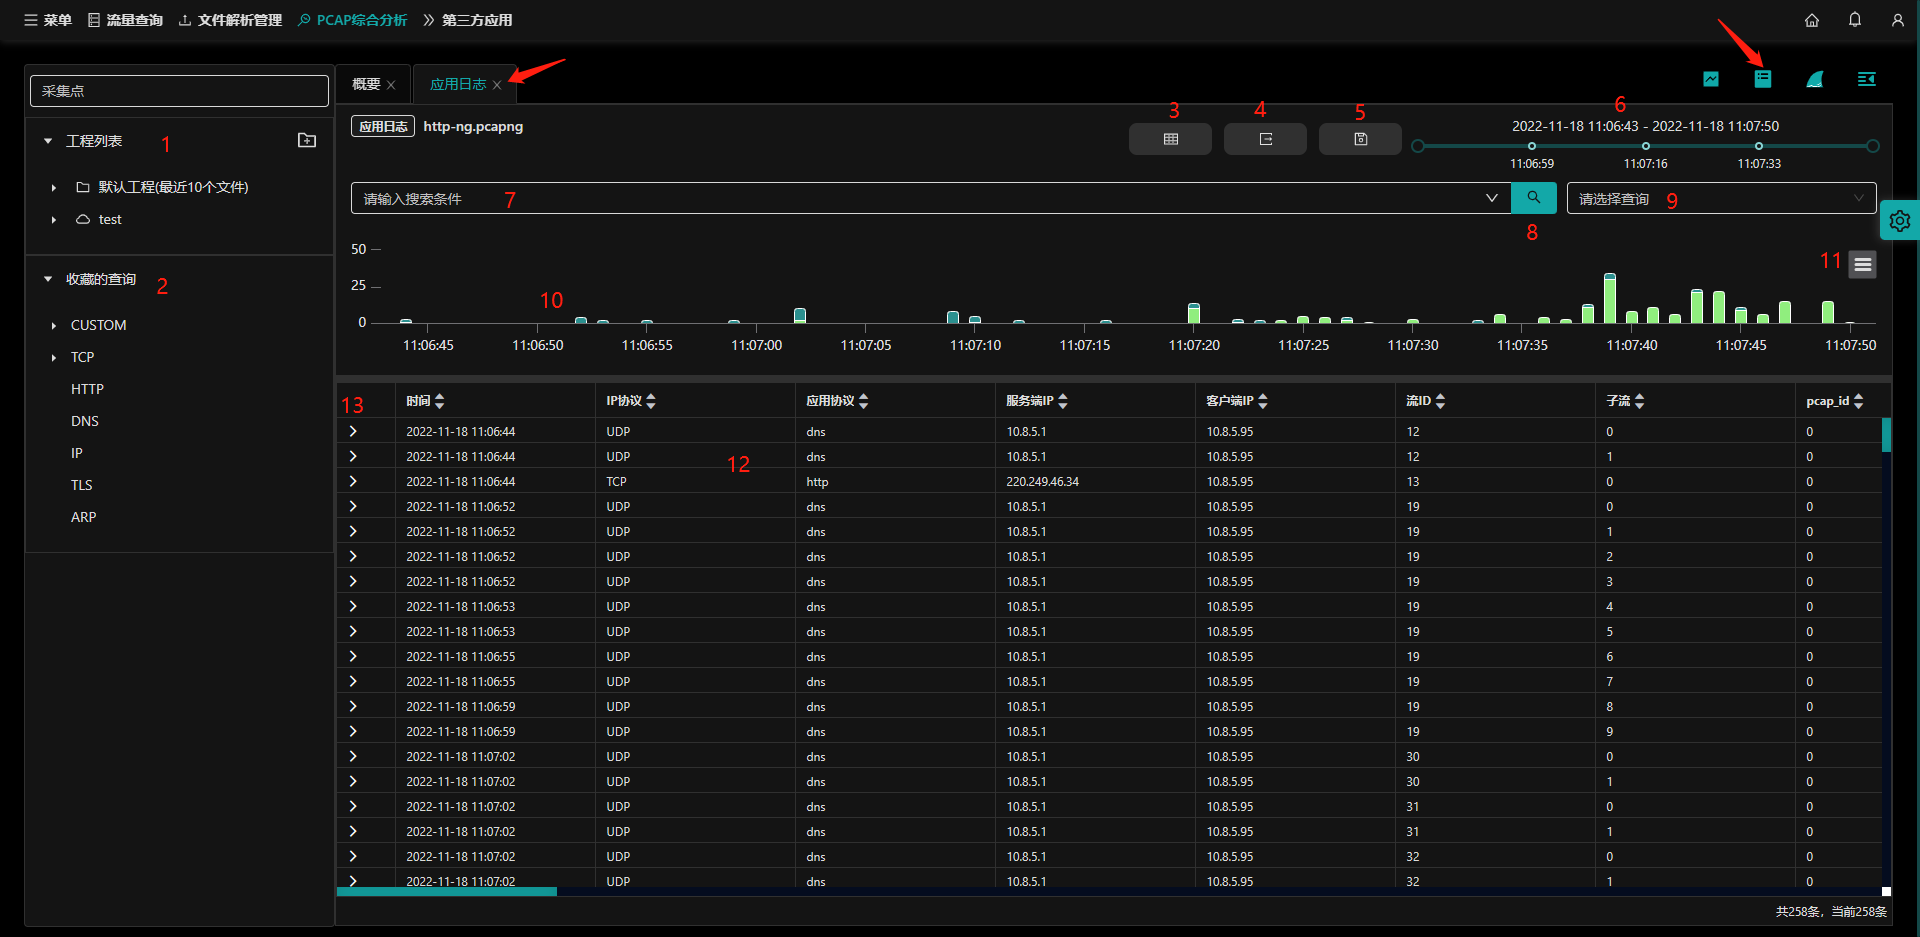 菜单 流量查询 文件解析管理 PCAP综合分析 第三方应用
采集点
概要 应用日志
工程列表 1
默认工程(最近10个文件)
test
收藏的查询 2
CUSTOM
TCP
HTTP
DNS
IP
TLS
ARP
应用日志 http-ng.pcapng
3 4 5 6
2022-11-18 11:06:43 - 2022-11-18 11:07:50
11:06:59 11:07:16 11:07:33
请输入搜索条件 7
请选择查询 9
8
50
25
0
10
11
11:06:45 11:06:50 11:06:55 11:07:00 11:07:05 11:07:10 11:07:15 11:07:20 11:07:25 11:07:30 11:07:35 11:07:40 11:07:45 11:07:50
13 时间 IP协议 应用协议 服务端IP 客户端IP 流ID 子流 pcap_id
2022-11-18 11:06:44 UDP dns 10.8.5.1 10.8.5.95 12 0 0
2022-11-18 11:06:44 UDP dns 10.8.5.1 10.8.5.95 12 1 0
12
2022-11-18 11:06:44 TCP http 220.249.46.34 10.8.5.95 13 0 0
2022-11-18 11:06:52 UDP dns 10.8.5.1 10.8.5.95 19 0 0
2022-11-18 11:06:52 UDP dns 10.8.5.1 10.8.5.95 19 1 0
2022-11-18 11:06:52 UDP dns 10.8.5.1 10.8.5.95 19 2 0
2022-11-18 11:06:52 UDP dns 10.8.5.1 10.8.5.95 19 3 0
2022-11-18 11:06:53 UDP dns 10.8.5.1 10.8.5.95 19 4 0
2022-11-18 11:06:53 UDP dns 10.8.5.1 10.8.5.95 19 5 0
2022-11-18 11:06:55 UDP dns 10.8.5.1 10.8.5.95 19 6 0
2022-11-18 11:06:55 UDP dns 10.8.5.1 10.8.5.95 19 7 0
2022-11-18 11:06:59 UDP dns 10.8.5.1 10.8.5.95 19 8 0
2022-11-18 11:06:59 UDP dns 10.8.5.1 10.8.5.95 19 9 0
2022-11-18 11:07:02 UDP dns 10.8.5.1 10.8.5.95 30 0 0
2022-11-18 11:07:02 UDP dns 10.8.5.1 10.8.5.95 30 1 0
2022-11-18 11:07:02 UDP dns 10.8.5.1 10.8.5.95 31 0 0
2022-11-18 11:07:02 UDP dns 10.8.5.1 10.8.5.95 31 1 0
2022-11-18 11:07:02 UDP dns 10.8.5.1 10.8.5.95 32 0 0
2022-11-18 11:07:02 UDP dns 10.8.5.1 10.8.5.95 32 1 0
共258条，当前258条